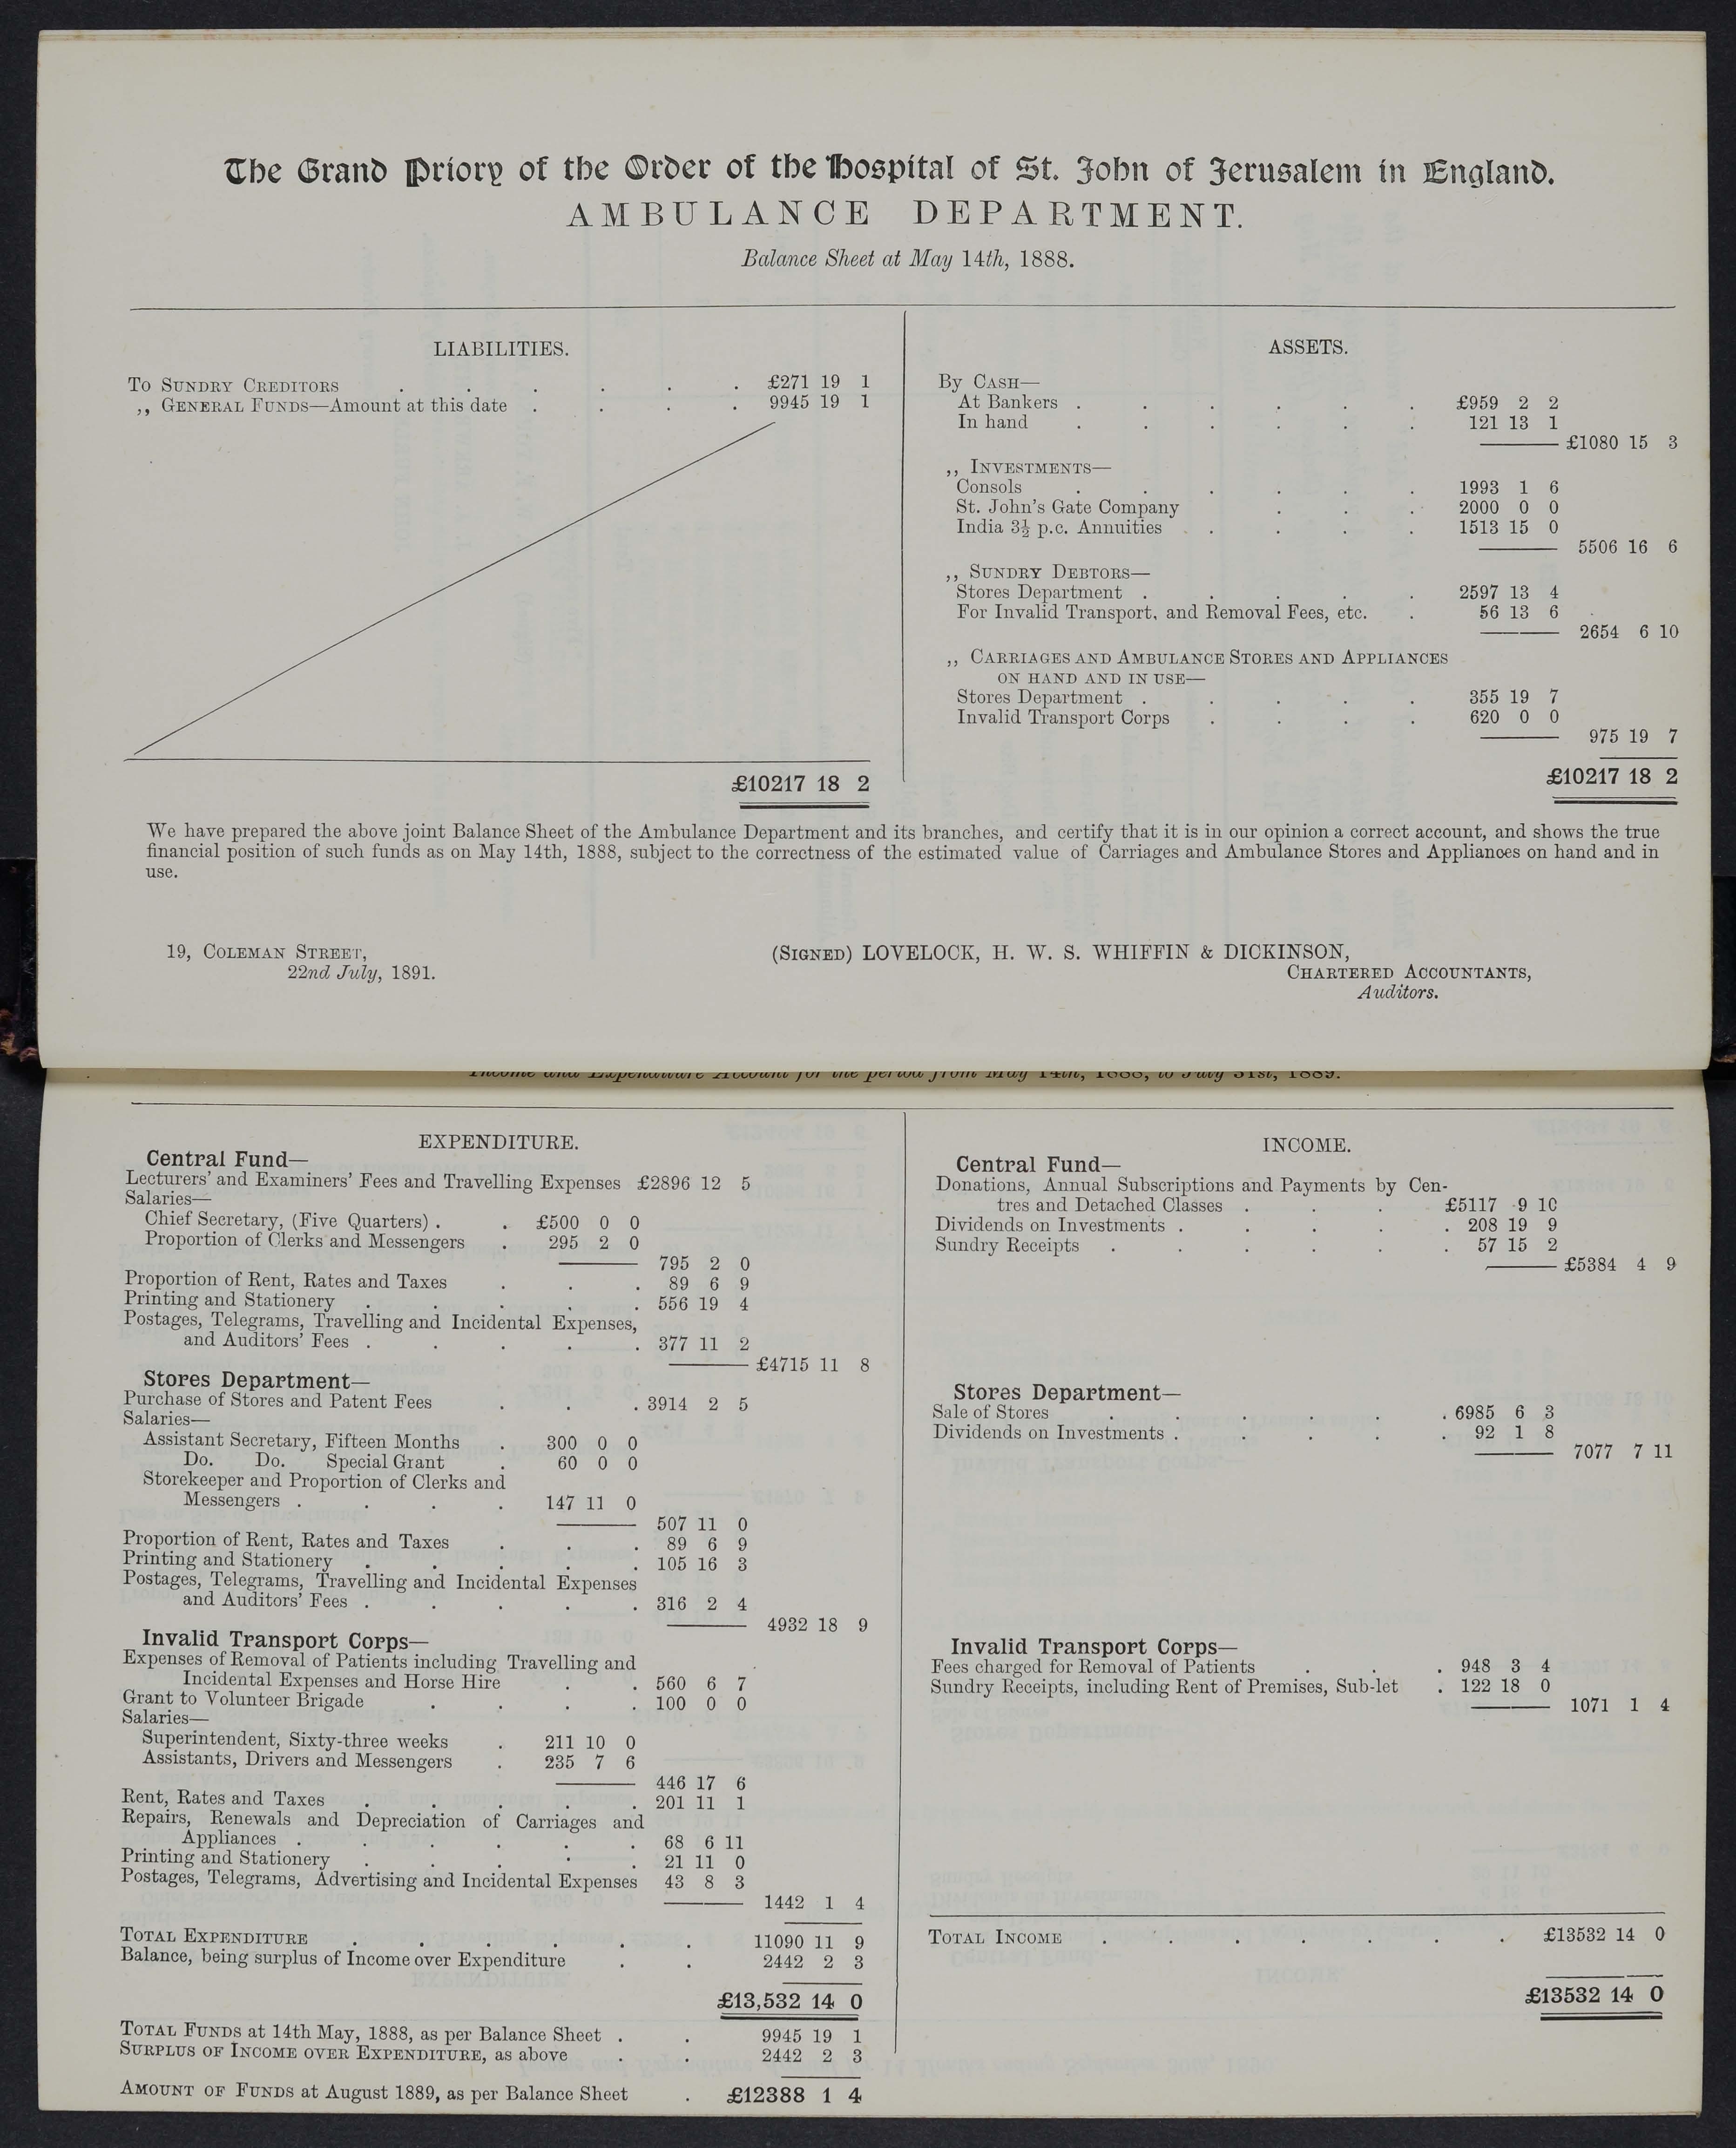 The Grand Priory of the Order of the Hospital of St. John of Jerusalem in England.
AMBULANCE DEPARTMENT.
Balance Sheet at May 14th, 1888.
LIABILITIES.
To SUNDRY CREDITORS . . . . . . £271 19 1
,, GENERAL FUNDS—Amount at this date . . . . 9945 19 1
£10217 18 2
ASSETS.
By CASH—
At Bankers . . . . . . £959 2 2
In hand . . . . . . 121 13 1
£1080 15 3
,, INVESTMENTS—
Consols . . . . . . 1993 1 6
St. John's Gate Company . . . 2000 0 0
India 3½ p.c. Annuities . . . . 1513 15 0
5506 16 6
,, SUNDRY DEBTORS—
Stores Department . . . . . 2597 13 4
For Invalid Transport, and Removal Fees, etc. . 56 13 6
2654 6 10
,, CARRIAGES AND AMBULANCE STORES AND APPLIANCES
ON HAND AND IN USE—
Stores Department . . . . . 355 19 7
Invalid Transport Corps . . . . 620 0 0
975 19 7
£10217 18 2
We have prepared the above joint Balance Sheet of the Ambulance Department and its branches, and certify that it is in our opinion a correct account, and shows the true
financial position of such funds as on May 14th, 1888, subject to the correctness of the estimated value of Carriages and Ambulance Stores and Appliances on hand and in
use.
19, COLEMAN STREET,
22nd July, 1891.
(SIGNED) LOVELOCK, H. W. S. WHIFFIN & DICKINSON,
CHARTERED ACCOUNTANTS,
Auditors.
Income and Expenditure Account for the period from May 14th, 1888, to July 31st, 1889.
EXPENDITURE.
Central Fund—
Lecturers' and Examiners' Fees and Travelling Expenses £2896 12 5
Salaries—
Chief Secretary, (Five Quarters) . . £500 0 0
Proportion of Clerks and Messengers . 295 2 0
795 2 0
Proportion of Rent, Rates and Taxes . . . 89 6 9
Printing and Stationery . . . . . 556 19 4
Postages, Telegrams, Travelling and Incidental Expenses,
and Auditors' Fees . . . . . 377 11 2
£4715 11 8
Stores Department—
Purchase of Stores and Patent Fees . . . 3914 2 5
Salaries—
Assistant Secretary, Fifteen Months . 300 0 0
Do. Do. Special Grant . 60 0 0
Storekeeper and Proportion of Clerks and
Messengers . . . . 147 11 0
507 11 0
Proportion of Rent, Rates and Taxes . . . 89 6 9
Printing and Stationery . . . . . 105 16 3
Postages, Telegrams, Travelling and Incidental Expenses
and Auditors' Fees . . . . . 316 2 4
4932 18 9
Invalid Transport Corps—
Expenses of Removal of Patients including Travelling and
Incidental Expenses and Horse Hire . . 560 6 7
Grant to Volunteer Brigade . . . . 100 0 0
Salaries—
Superintendent, Sixty-three weeks . 211 10 0
Assistants, Drivers and Messengers . 235 7 6
446 17 6
Rent, Rates and Taxes . . . . . 201 11 1
Repairs, Renewals and Depreciation of Carriages and
Appliances . . . . . . 68 6 11
Printing and Stationery . . . . . 21 11 0
Postages, Telegrams, Advertising and Incidental Expenses 43 8 3
1442 1 4
TOTAL EXPENDITURE . . . . . 11090 11 9
Balance, being surplus of Income over Expenditure . . 2442 2 3
£13,532 14 0
TOTAL FUNDS at 14th May, 1888, as per Balance Sheet . . 9945 19 1
SURPLUS OF INCOME OVER EXPENDITURE, as above . . 2442 2 3
AMOUNT OF FUNDS at August 1889, as per Balance Sheet . £12388 1 4
INCOME.
Central Fund—
Donations, Annual Subscriptions and Payments by Cen-
tres and Detached Classes . . . £5117 9 10
Dividends on Investments . . . . . 208 19 9
Sundry Receipts . . . . . . 57 15 2
£5384 4 9
Stores Department—
Sale of Stores . . . . . . 6985 6 3
Dividends on Investments . . . . . 92 1 8
7077 7 11
Invalid Transport Corps—
Fees charged for Removal of Patients . . . 948 3 4
Sundry Receipts, including Rent of Premises, Sub-let . 122 18 0
1071 1 4
TOTAL INCOME . . . . . . . £13532 14 0
£13532 14 0